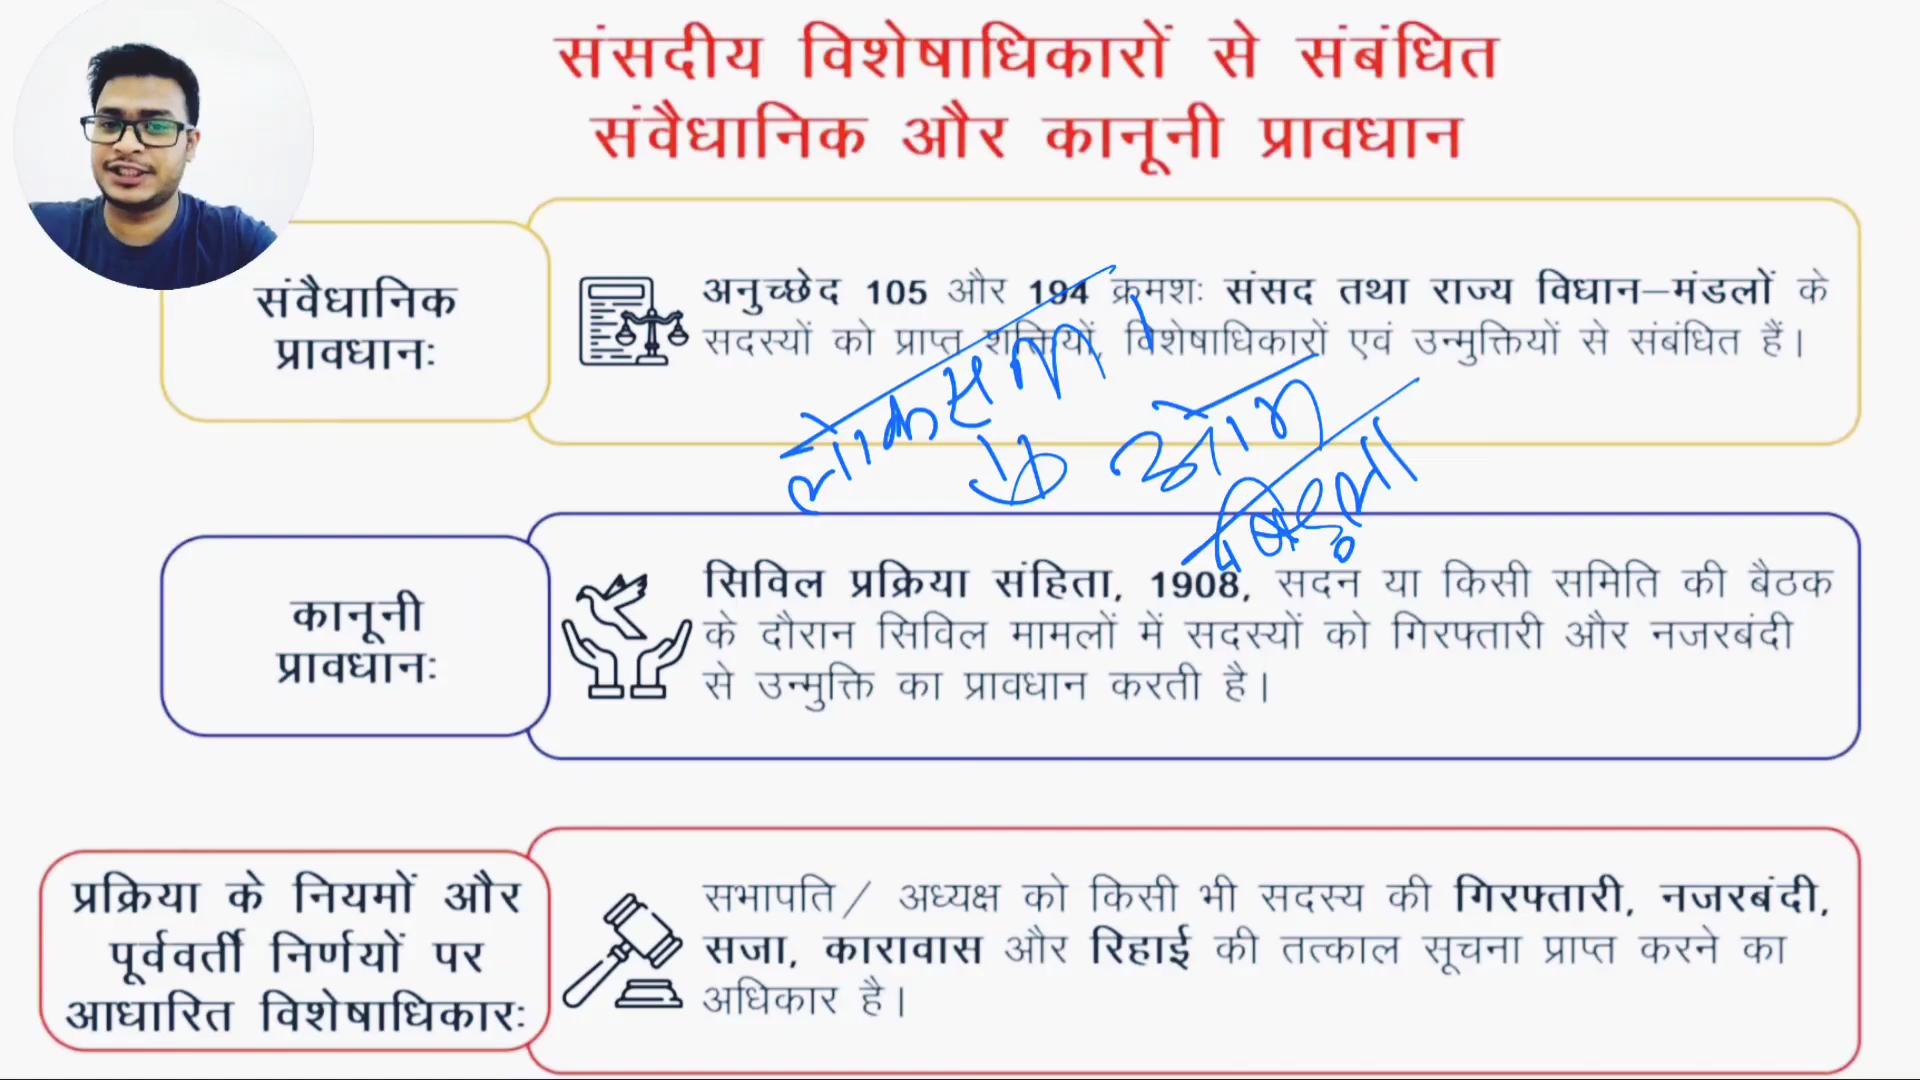 संसदीय विशेषाधिकारों से संबंधित
संवैधानिक और कानूनी प्रावधान
संवैधानिक
प्रावधानः
अनुच्छेद 105 और 194 क्रमशः संसद तथा राज्य विधान–मंडलों के
सदस्यों को प्राप्त शक्तियों, विशेषाधिकारों एवं उन्मुक्तियों से संबंधित हैं।
लोकसभा
कानूनी
प्रावधानः
सिविल प्रक्रिया संहिता, 1908, सदन या किसी समिति की बैठक
के दौरान सिविल मामलों में सदस्यों को गिरफ्तारी और नजरबंदी
से उन्मुक्ति का प्रावधान करती है।
प्रक्रिया के नियमों और
पूर्ववर्ती निर्णयों पर
आधारित विशेषाधिकारः
सभापति/ अध्यक्ष को किसी भी सदस्य की गिरफ्तारी, नजरबंदी,
सजा, कारावास और रिहाई की तत्काल सूचना प्राप्त करने का
अधिकार है।